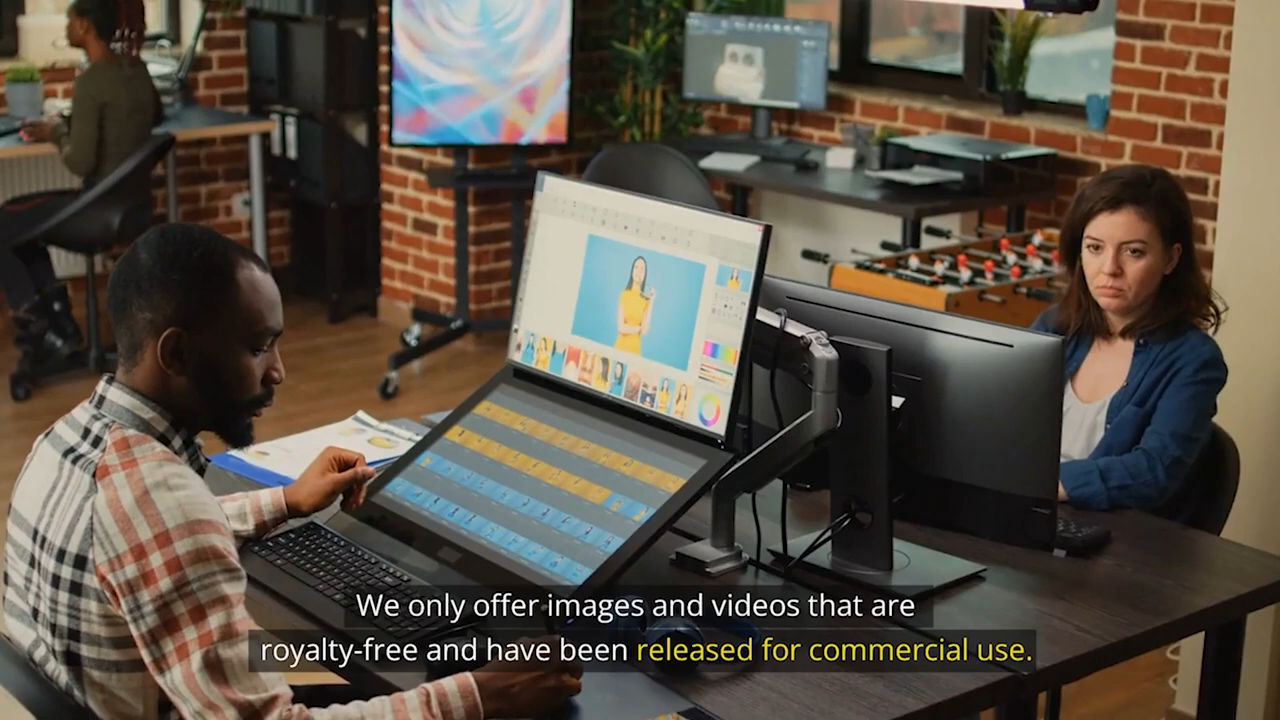 We only offer images and videos that are
royalty-free and have been released for commercial use.